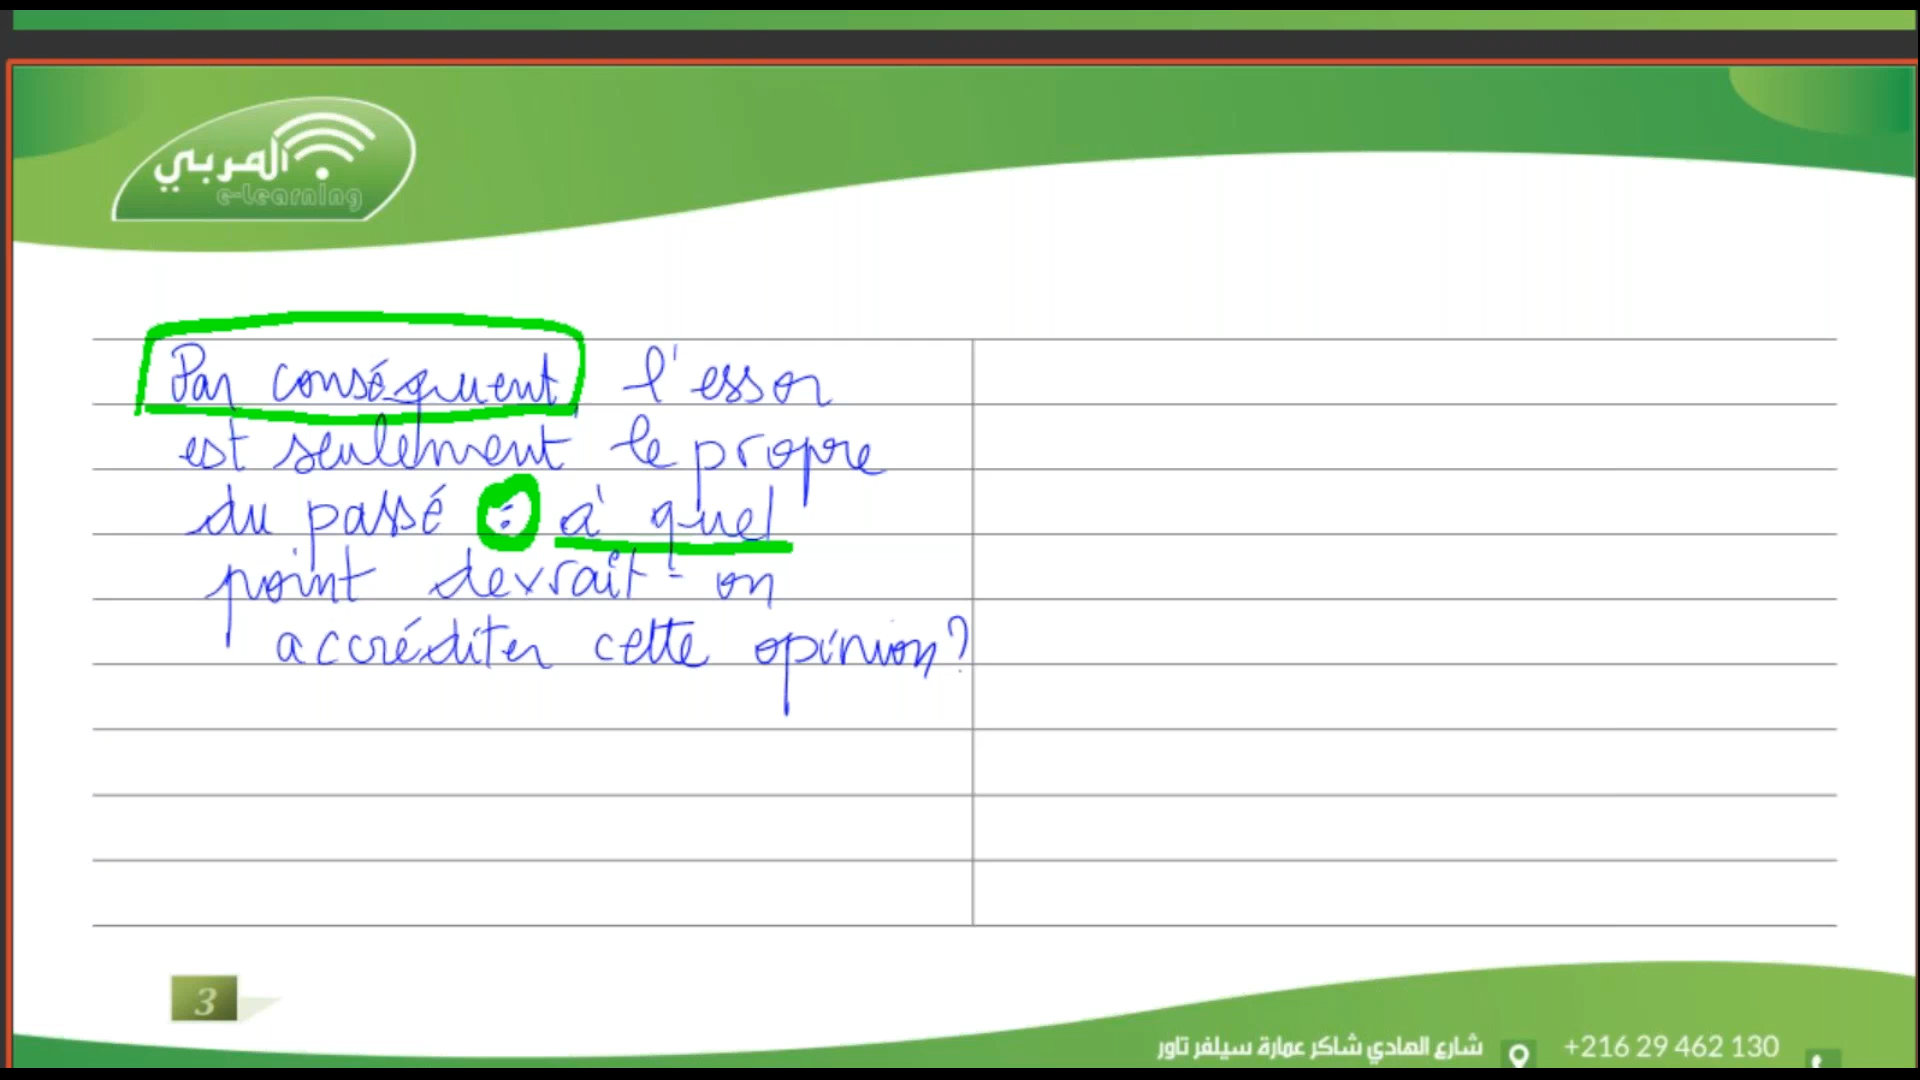 المربي
e-learning
Par conséquent l'essor
est seulement le propre
du passé : à quel
point devraît-on
accréditer cette opinion?
3
شارع الهادي شاكر عمارة سيلفر تاور
+216 29 462 130